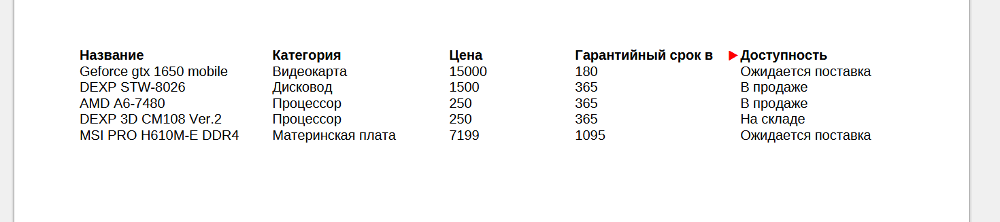 Название Категория Цена Гарантийный срок в Доступность
Geforce gtx 1650 mobile Видеокарта 15000 180 Ожидается поставка
DEXP STW-8026 Дисковод 1500 365 В продаже
AMD A6-7480 Процессор 250 365 В продаже
DEXP 3D CM108 Ver.2 Процессор 250 365 На складе
MSI PRO H610M-E DDR4 Материнская плата 7199 1095 Ожидается поставка